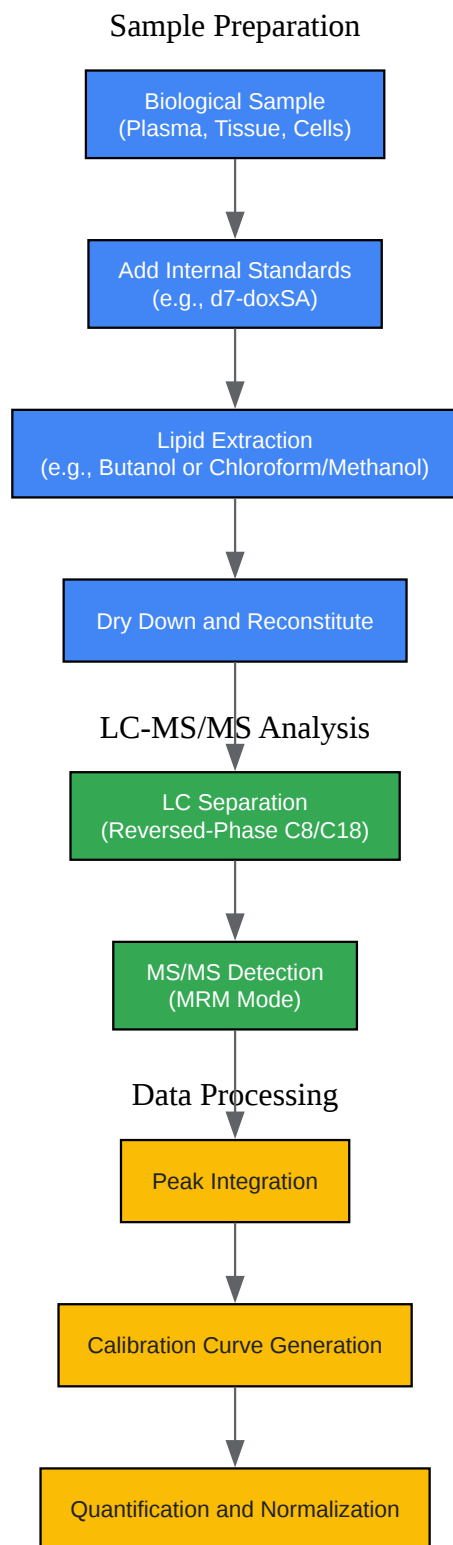 Sample Preparation
Biological Sample
(Plasma, Tissue, Cells)
Add Internal Standards
(e.g., d7-doxSA)
Lipid Extraction
(e.g., Butanol or Chloroform/Methanol)
Dry Down and Reconstitute
LC-MS/MS Analysis
LC Separation
(Reversed-Phase C8/C18)
MS/MS Detection
(MRM Mode)
Data Processing
Peak Integration
Calibration Curve Generation
Quantification and Normalization